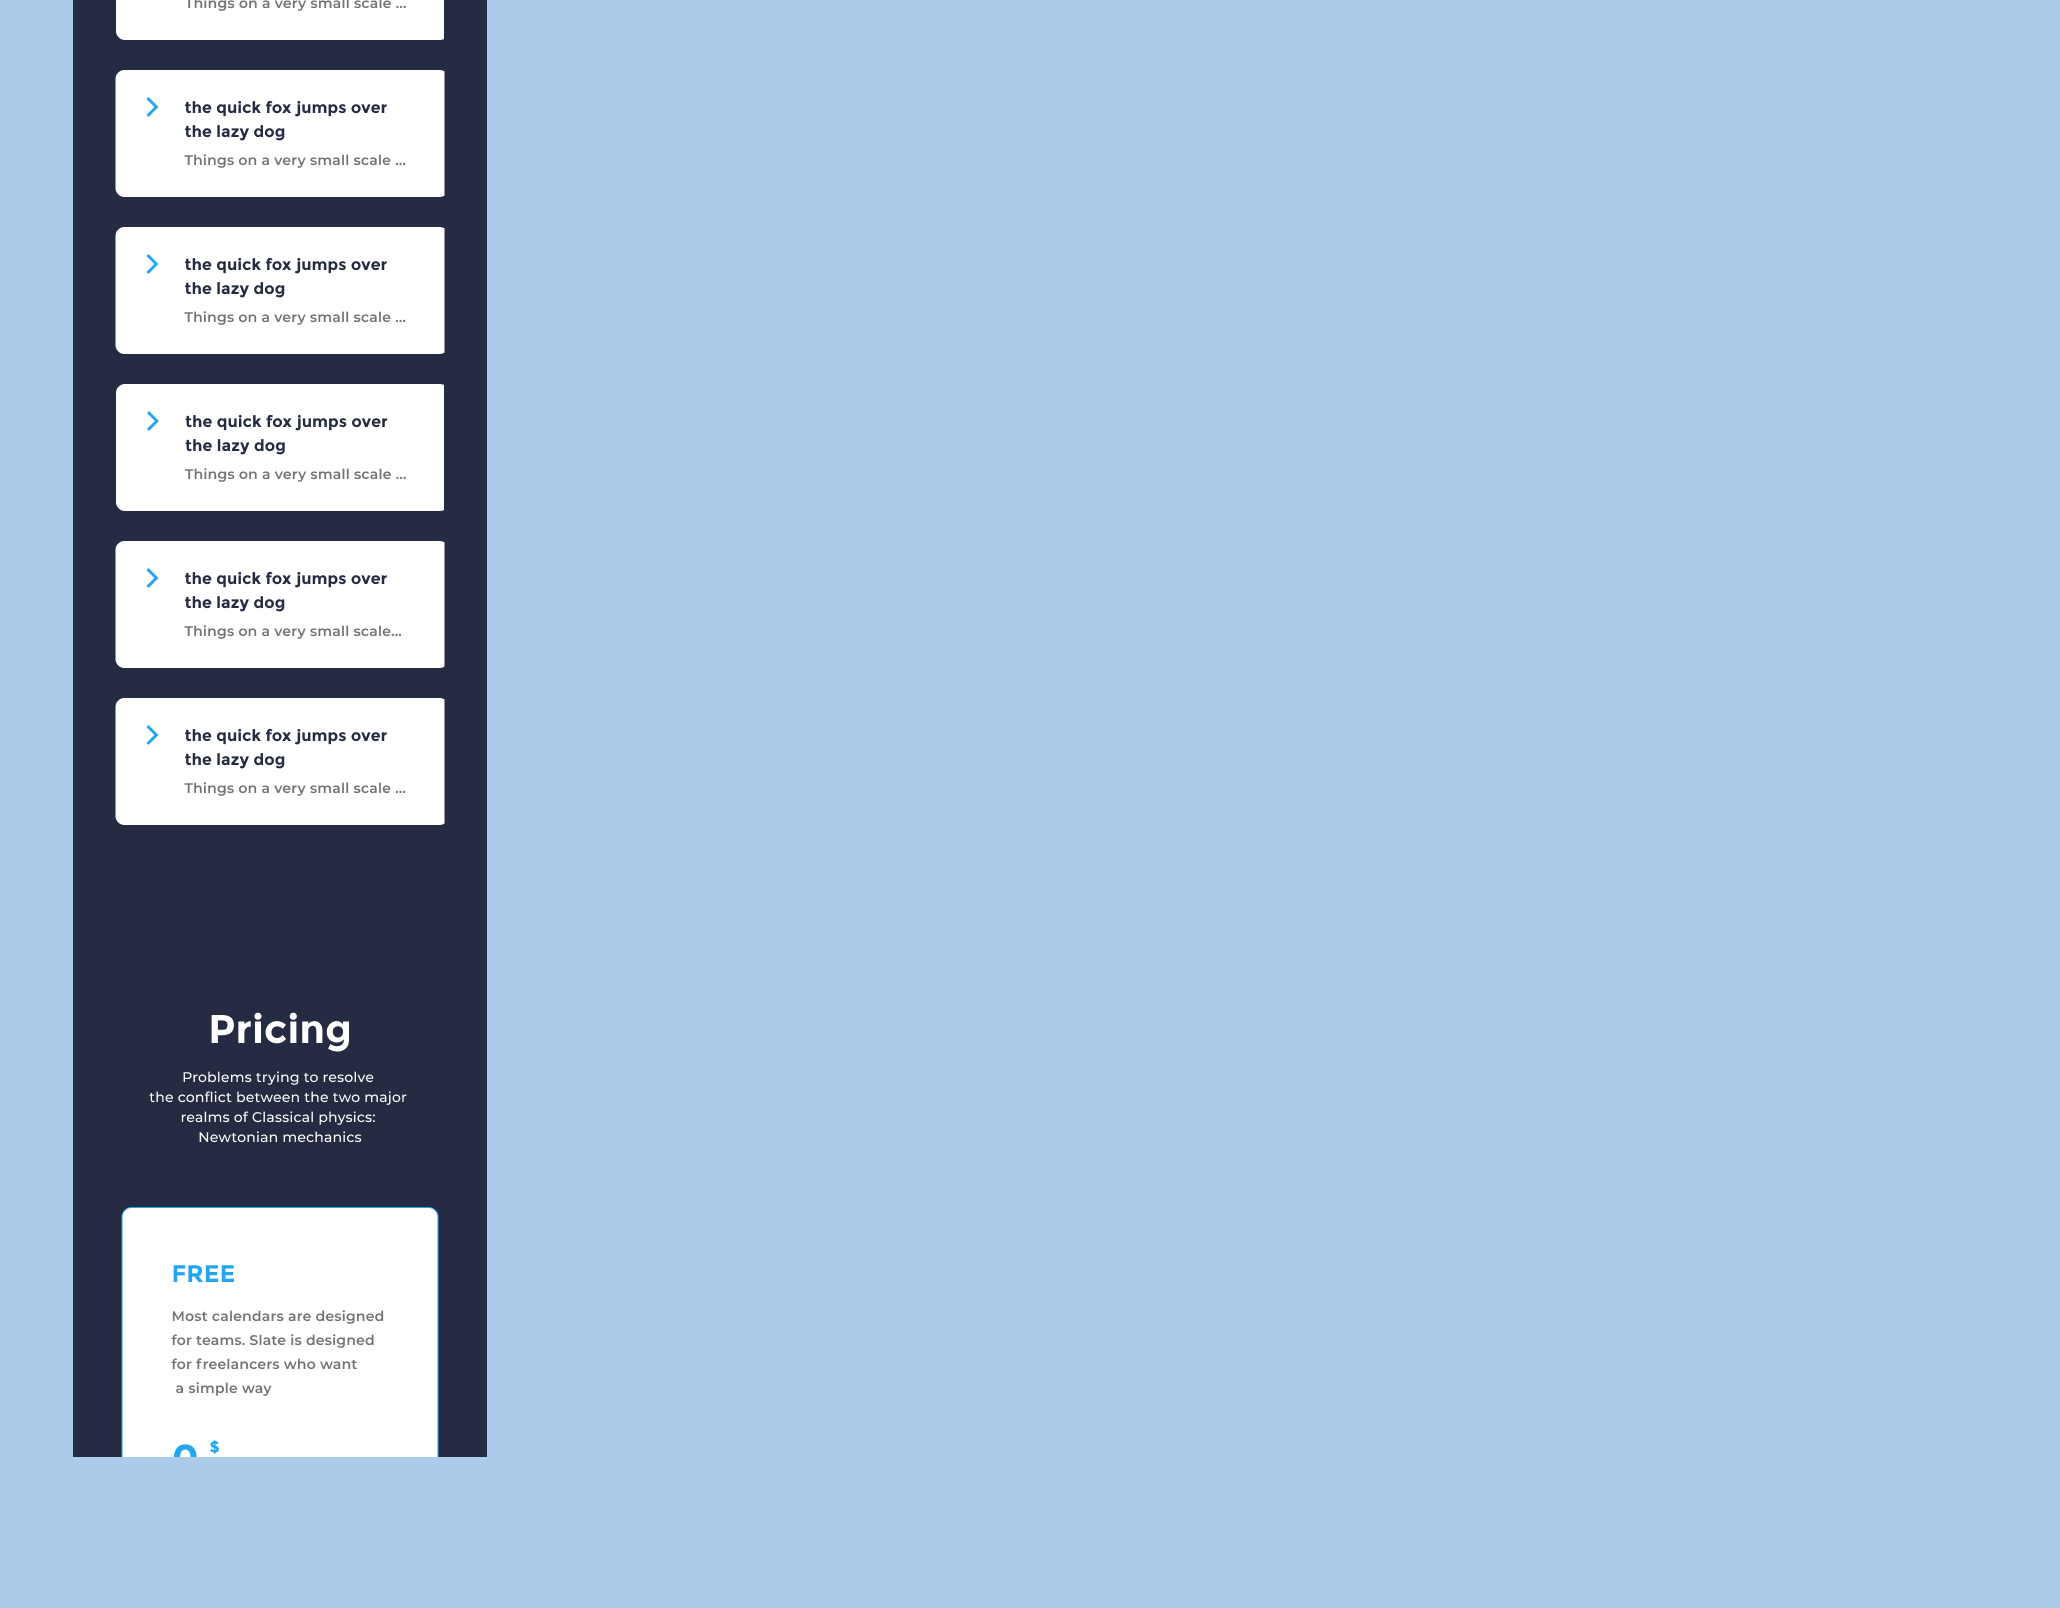 Things on a very small scale ...
the quick fox jumps over
the lazy dog
Things on a very small scale ...
the quick fox jumps over
the lazy dog
Things on a very small scale ...
the quick fox jumps over
the lazy dog
Things on a very small scale ...
the quick fox jumps over
the lazy dog
Things on a very small scale...
the quick fox jumps over
the lazy dog
Things on a very small scale ...
Pricing
Problems trying to resolve
the conflict between the two major
realms of Classical physics:
Newtonian mechanics
FREE
Most calendars are designed
for teams. Slate is designed
for freelancers who want
a simple way
0 $